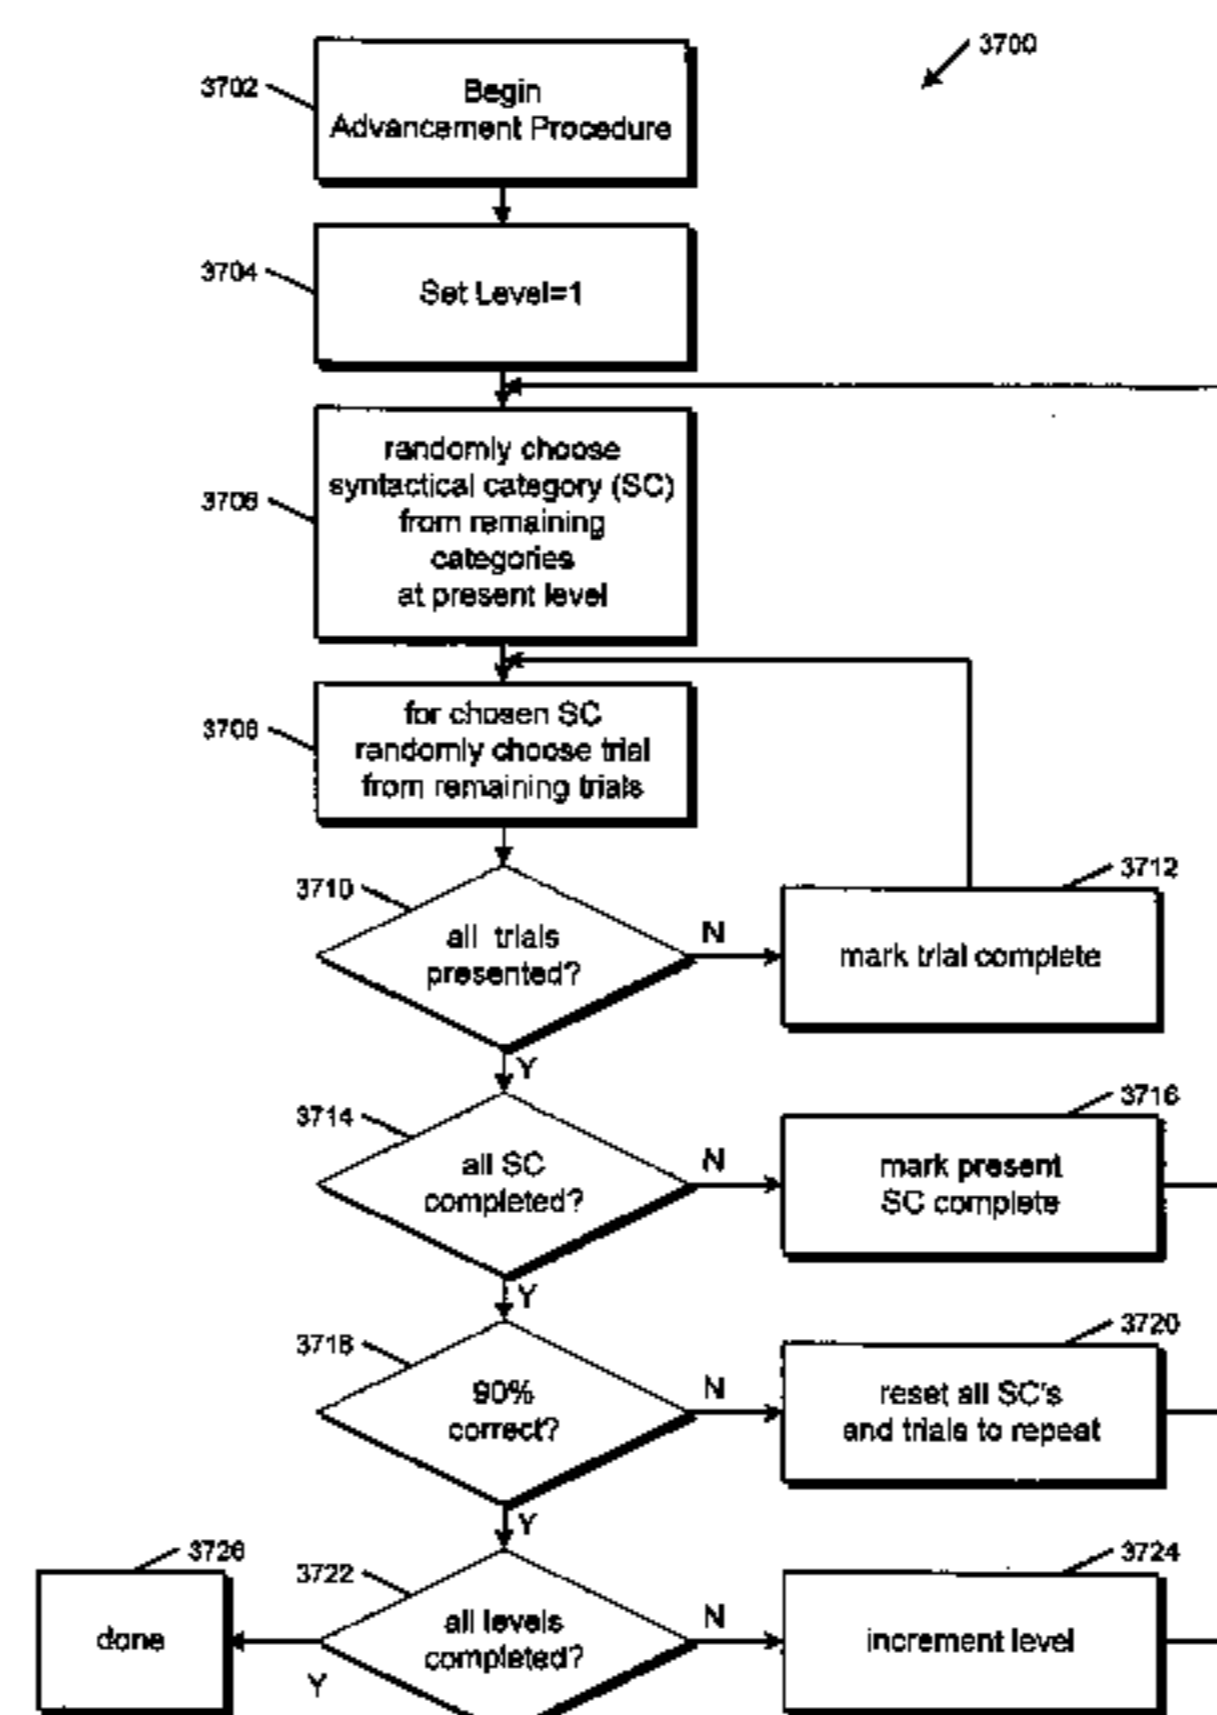 3700
3702
Begin
Advancement Procedure
3704
Set Level=1
3706
randomly choose
syntactical category (SC)
from remaining
categories
at present level
3708
for chosen SC
randomly choose trial
from remaining trials
3710
all trials
presented?
N
3712
mark trial complete
Y
3714
all SC
completed?
N
3716
mark present
SC complete
Y
3718
90%
correct?
N
3720
reset all SC's
and trials to repeat
Y
3722
all levels
completed?
N
3724
increment level
Y
3726
done